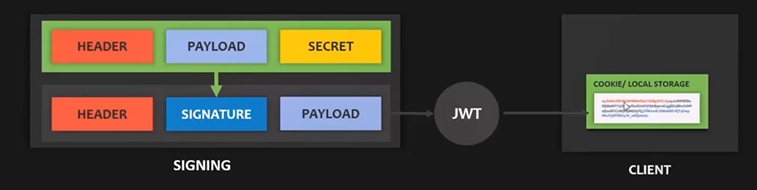 HEADER PAYLOAD SECRET
HEADER SIGNATURE PAYLOAD
SIGNING
JWT
COOKIE/ LOCAL STORAGE
CLIENT